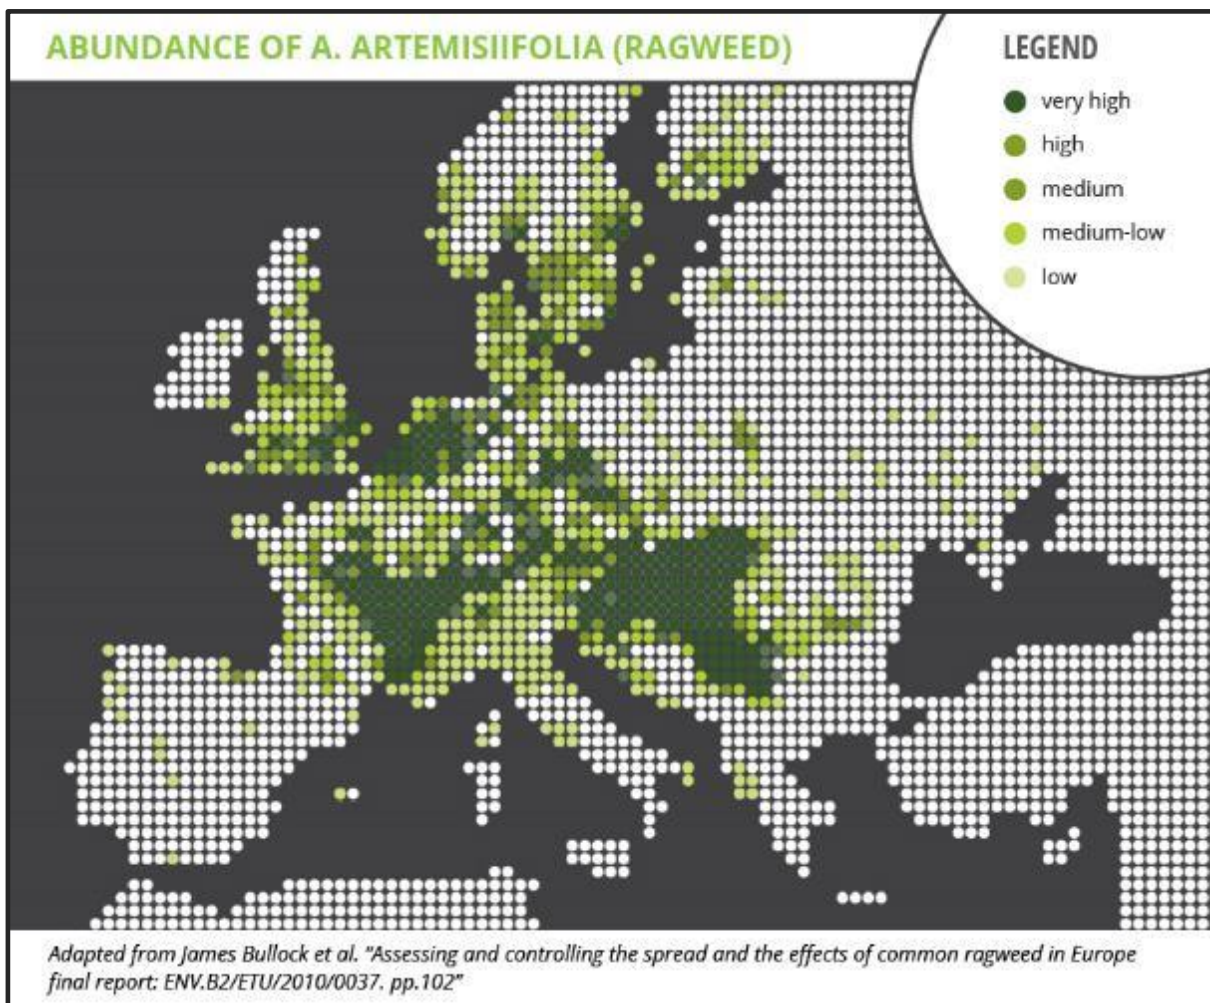 ABUNDANCE OF A. ARTEMISIIFOLIA (RAGWEED)
LEGEND
very high
high
medium
medium-low
low
Adapted from James Bullock et al. "Assessing and controlling the spread and the effects of common ragweed in Europe
final report: ENV.B2/ETU/2010/0037. pp.102"